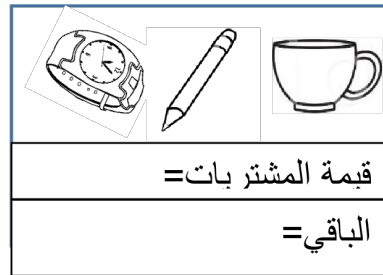 قيمة المشتر يات=
الباقي=